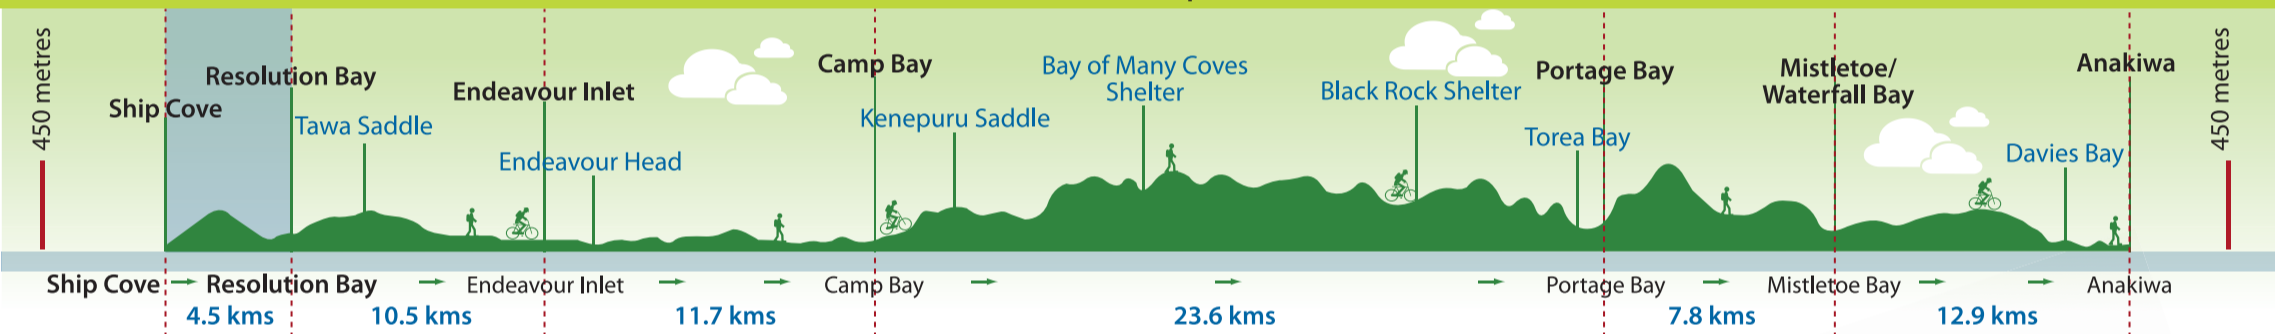 450 metres
Ship Cove
Resolution Bay
Tawa Saddle
Endeavour Inlet
Endeavour Head
Camp Bay
Kenepuru Saddle
Bay of Many Coves
Shelter
Black Rock Shelter
Portage Bay
Torea Bay
Mistletoe/
Waterfall Bay
Anakiwa
Davies Bay
450 metres
Ship Cove Resolution Bay Endeavour Inlet Camp Bay Portage Bay Mistletoe Bay Anakiwa
4.5 kms 10.5 kms 11.7 kms 23.6 kms 7.8 kms 12.9 kms